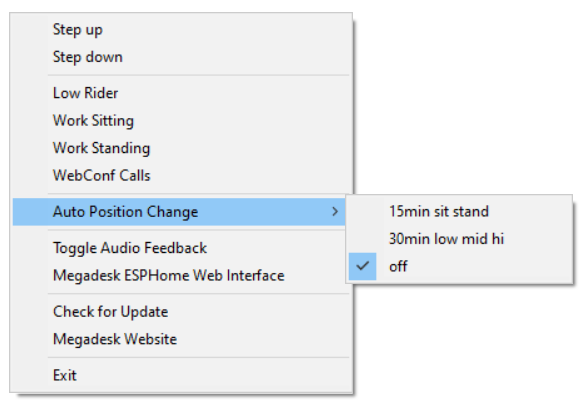 Step up
Step down
Low Rider
Work Sitting
Work Standing
WebConf Calls
Auto Position Change
15min sit stand
30min low mid hi
off
Toggle Audio Feedback
Megadesk ESPHome Web Interface
Check for Update
Megadesk Website
Exit